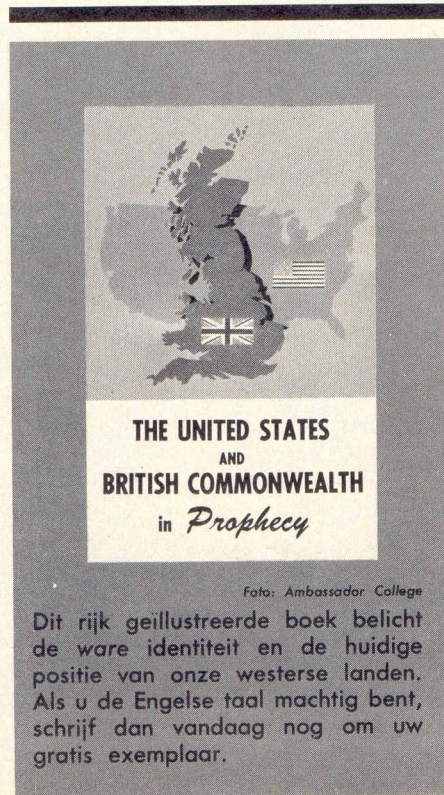 THE UNITED STATES
AND
BRITISH COMMONWEALTH
in Prophecy
Foto: Ambassador College
Dit rijk geïllustreerde boek belicht
de ware identiteit en de huidige
positie van onze westerse landen.
Als u de Engelse taal machtig bent,
schrijf dan vandaag nog om uw
gratis exemplaar.